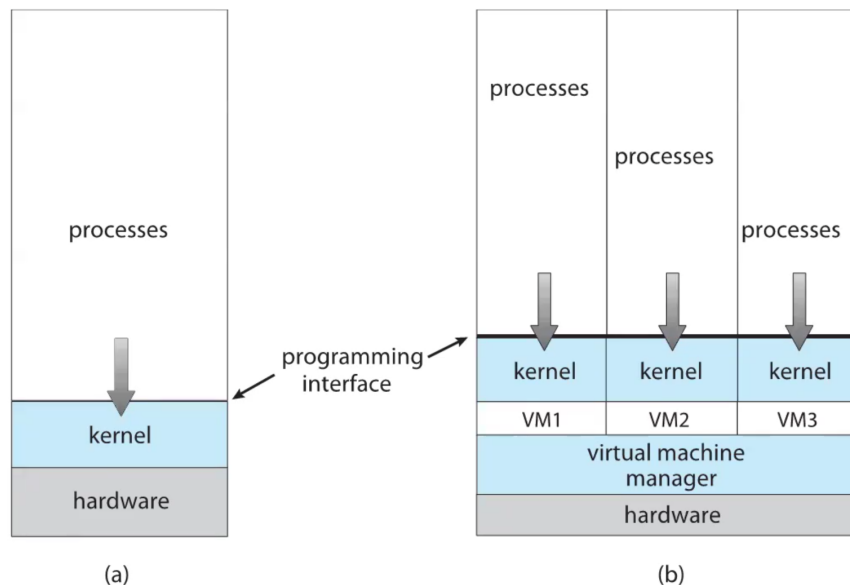 processes
kernel
hardware
(a)
programming
interface
processes
processes
processes
kernel
kernel
kernel
VM1
VM2
VM3
virtual machine
manager
hardware
(b)